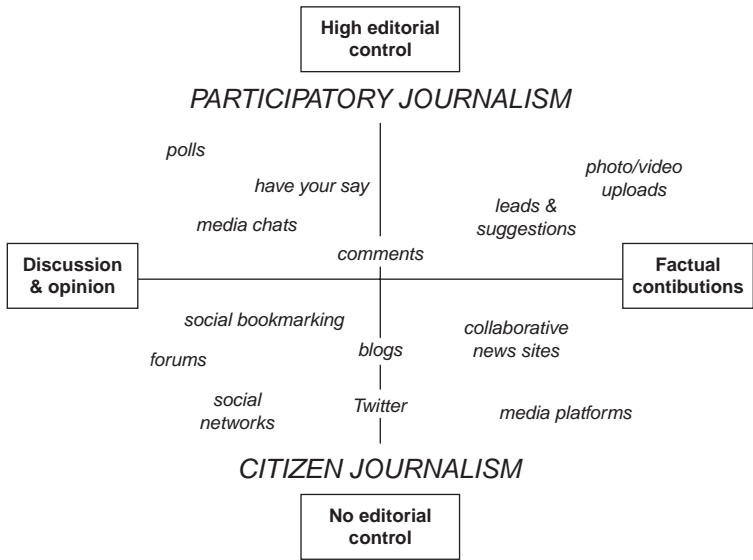 High editorial
control
PARTICIPATORY JOURNALISM
polls
photo/video
uploads
have your say
leads &
suggestions
media chats
comments
Discussion
& opinion
Factual
contibutions
social bookmarking
collaborative
news sites
blogs
forums
social
networks
Twitter
media platforms
CITIZEN JOURNALISM
No editorial
control